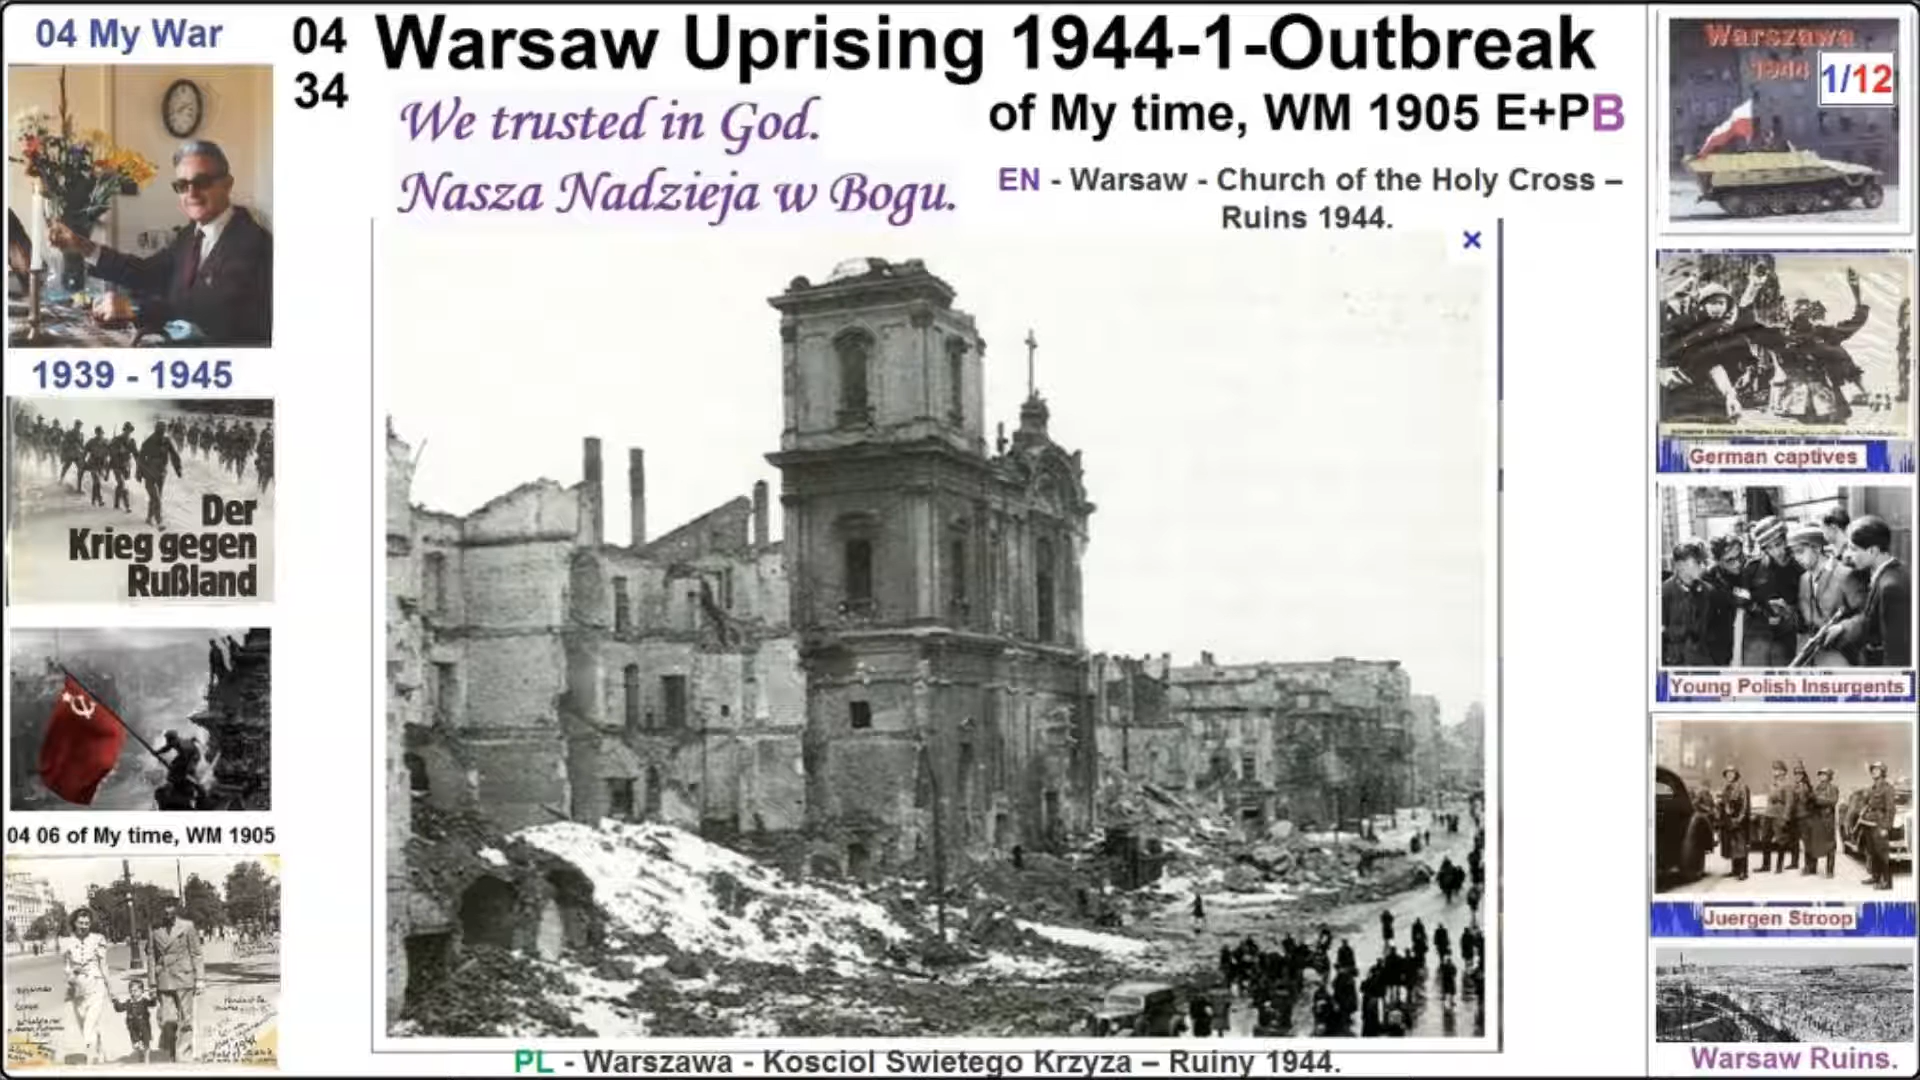 04 My War
1939 - 1945
Der
Krieg gegen
Rußland
04 06 of My time, WM 1905
04
34
Warsaw Uprising 1944-1-Outbreak
of My time, WM 1905 E+PB
We trusted in God.
Nasza Nadzieja w Bogu.
EN - Warsaw - Church of the Holy Cross –
Ruins 1944.
×
PL - Warszawa - Kosciol Swietego Krzyza – Ruiny 1944.
Warszawa
1944
1/12
German captives
Young Polish Insurgents
Juergen Stroop
Warsaw Ruins.